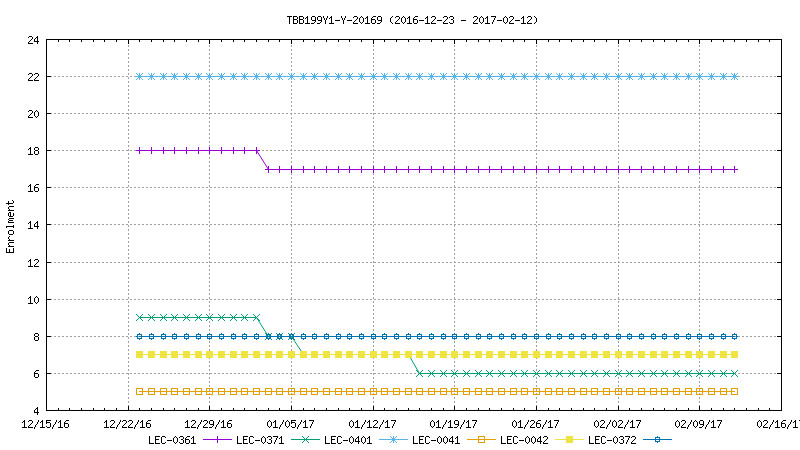 TBB199Y1-Y-20169 (2016-12-23 - 2017-02-12)
24
22
20
18
16
14
12
10
8
6
4
Enrolment
12/15/16 12/22/16 12/29/16 01/05/17 01/12/17 01/19/17 01/26/17 02/02/17 02/09/17 02/16/17
LEC-0361 LEC-0371 LEC-0401 LEC-0041 LEC-0042 LEC-0372